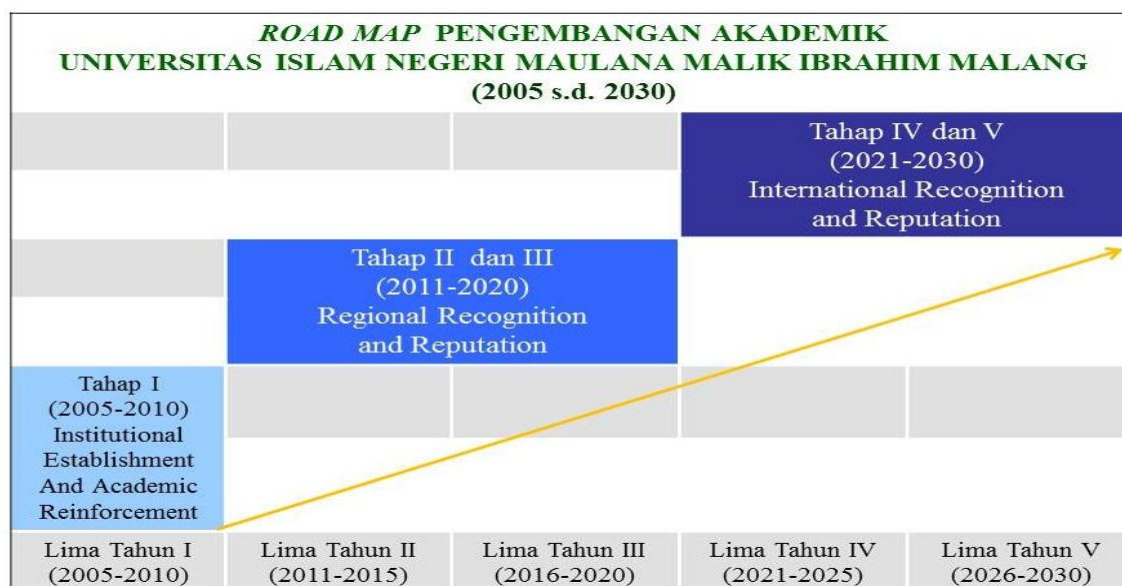 ROAD MAP PENGEMBANGAN AKADEMIK
UNIVERSITAS ISLAM NEGERI MAULANA MALIK IBRAHIM MALANG
(2005 s.d. 2030)
Tahap IV dan V
(2021-2030)
International Recognition
and Reputation
Tahap II dan III
(2011-2020)
Regional Recognition
and Reputation
Tahap I
(2005-2010)
Institutional
Establishment
And Academic
Reinforcement
Lima Tahun I
(2005-2010)
Lima Tahun II
(2011-2015)
Lima Tahun III
(2016-2020)
Lima Tahun IV
(2021-2025)
Lima Tahun V
(2026-2030)